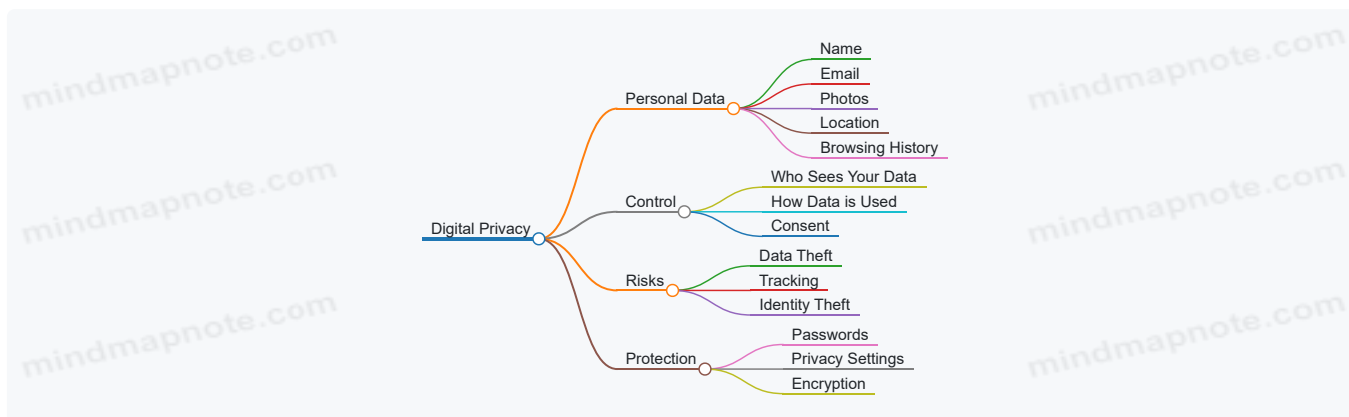 mindmapnote.com
mindmapnote.com
Name
Email
Personal Data
Photos
Location
Browsing History
mindmapnote.com
mindmapnote.com
Who Sees Your Data
Control
How Data is Used
Consent
Digital Privacy
Data Theft
Risks
Tracking
Identity Theft
mindmapnote.com
mindmapnote.com
Passwords
Protection
Privacy Settings
Encryption